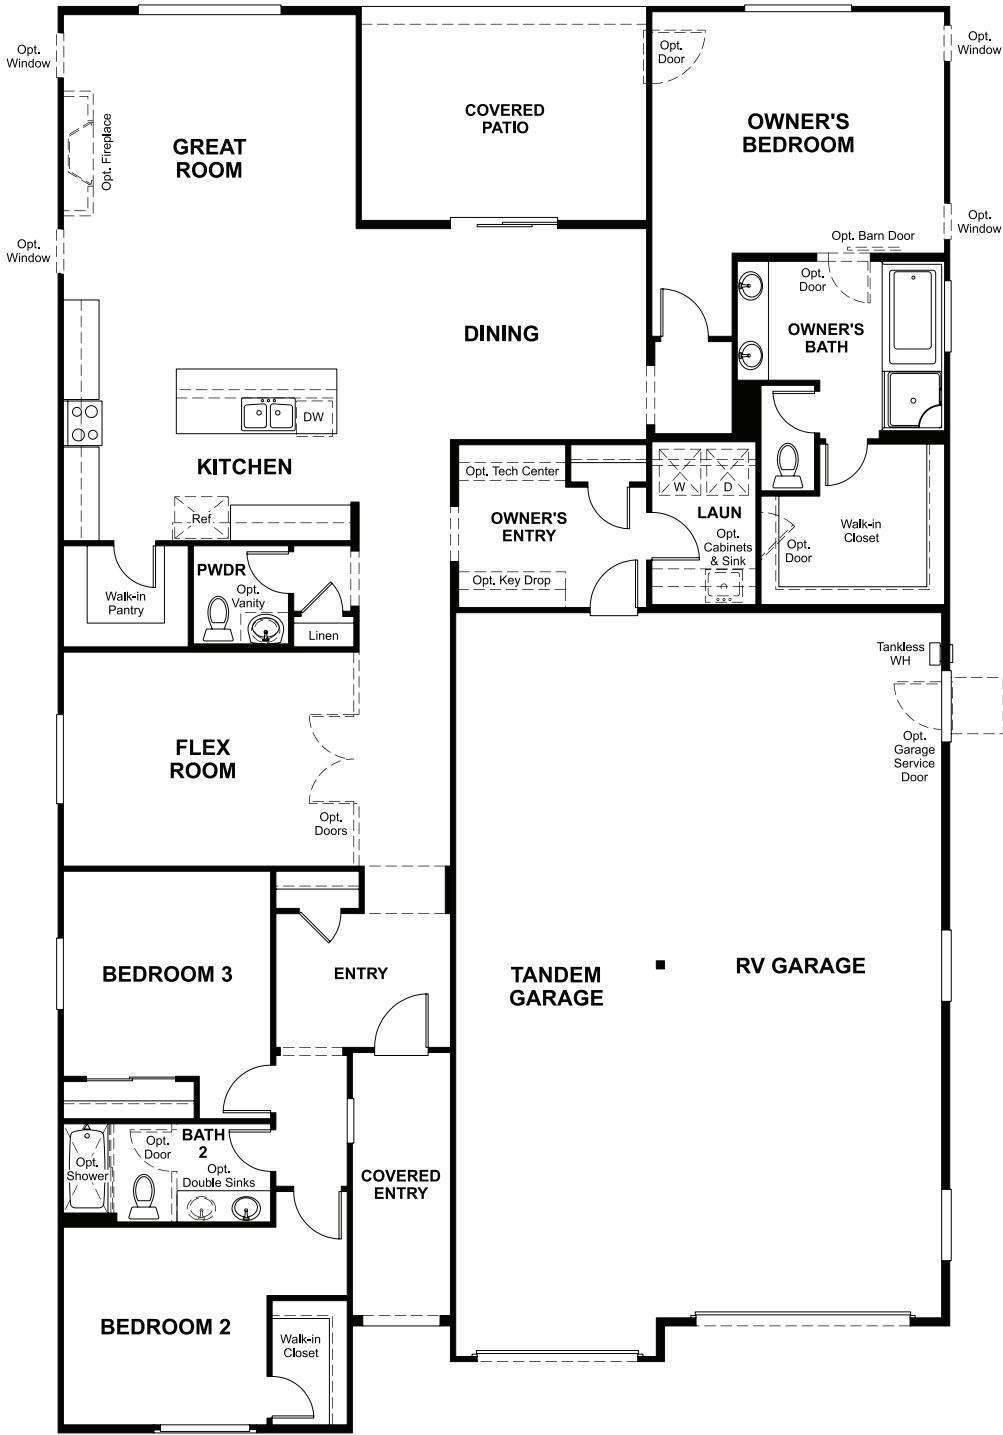 Opt.
Window
GREAT
ROOM
Opt. Fireplace
COVERED
PATIO
Opt.
Door
OWNER'S
BEDROOM
Opt.
Window
Opt.
Window
Opt.
Window
Opt. Barn Door
Opt.
Door
OWNER'S
BATH
DINING
DW
KITCHEN
Ref
Opt. Tech Center
OWNER'S
ENTRY
Opt. Key Drop
W
D
LAUN
Opt.
Cabinets
& Sink
Opt.
Door
Walk-in
Closet
Walk-in
Pantry
PWDR
Opt.
Vanity
Linen
Tankless
WH
Opt.
Garage
Service
Door
FLEX
ROOM
Opt.
Doors
BEDROOM 3
ENTRY
TANDEM
GARAGE
RV GARAGE
Opt.
Shower
Opt.
Door
BATH
2
Opt.
Double Sinks
COVERED
ENTRY
BEDROOM 2
Walk-in
Closet